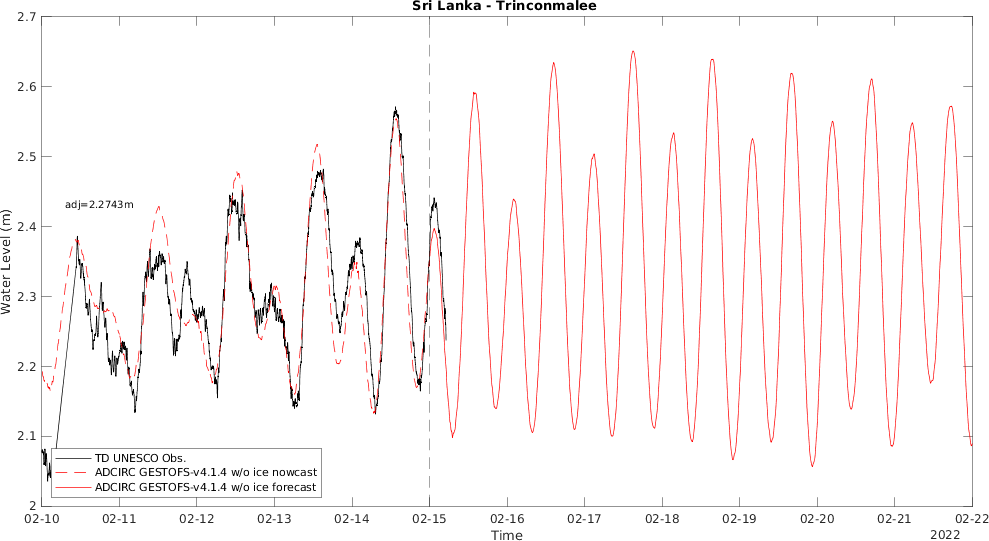 Sri Lanka - Trinconmalee
2.7
2.6
2.5
2.4
2.3
2.2
2.1
2
Water Level (m)
adj=2.2743m
TD UNESCO Obs.
ADCIRC GESTOFS-v4.1.4 w/o ice nowcast
ADCIRC GESTOFS-v4.1.4 w/o ice forecast
02-10 02-11 02-12 02-13 02-14 02-15 02-16 02-17 02-18 02-19 02-20 02-21 02-22
Time
2022